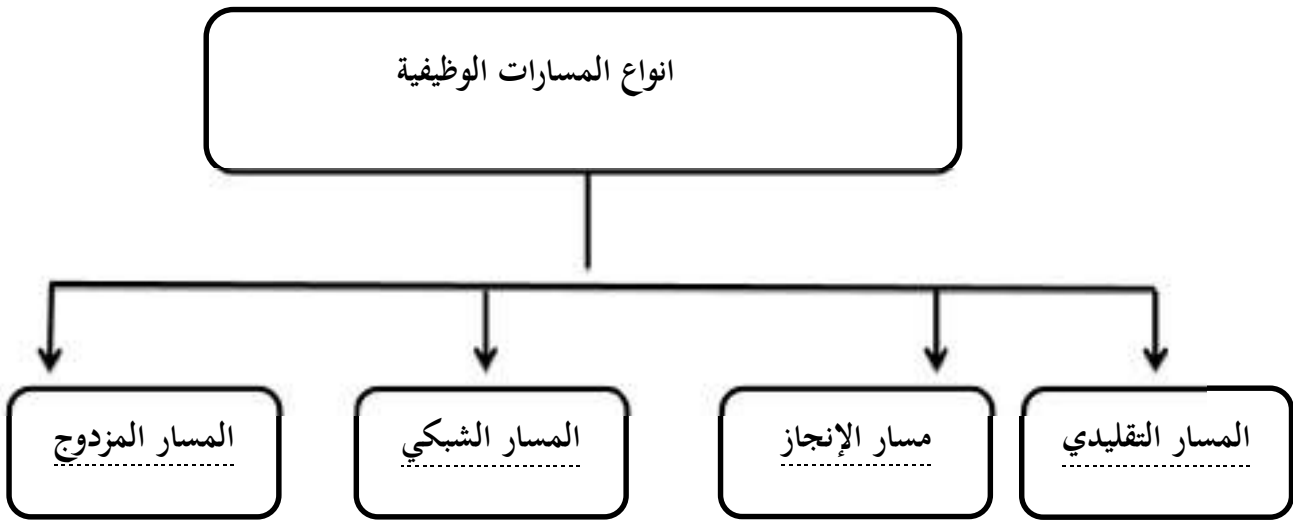 انواع المسارات الوظيفية
المسار التقليدي
مسار الإنجاز
المسار الشبكي
المسار المزدوج